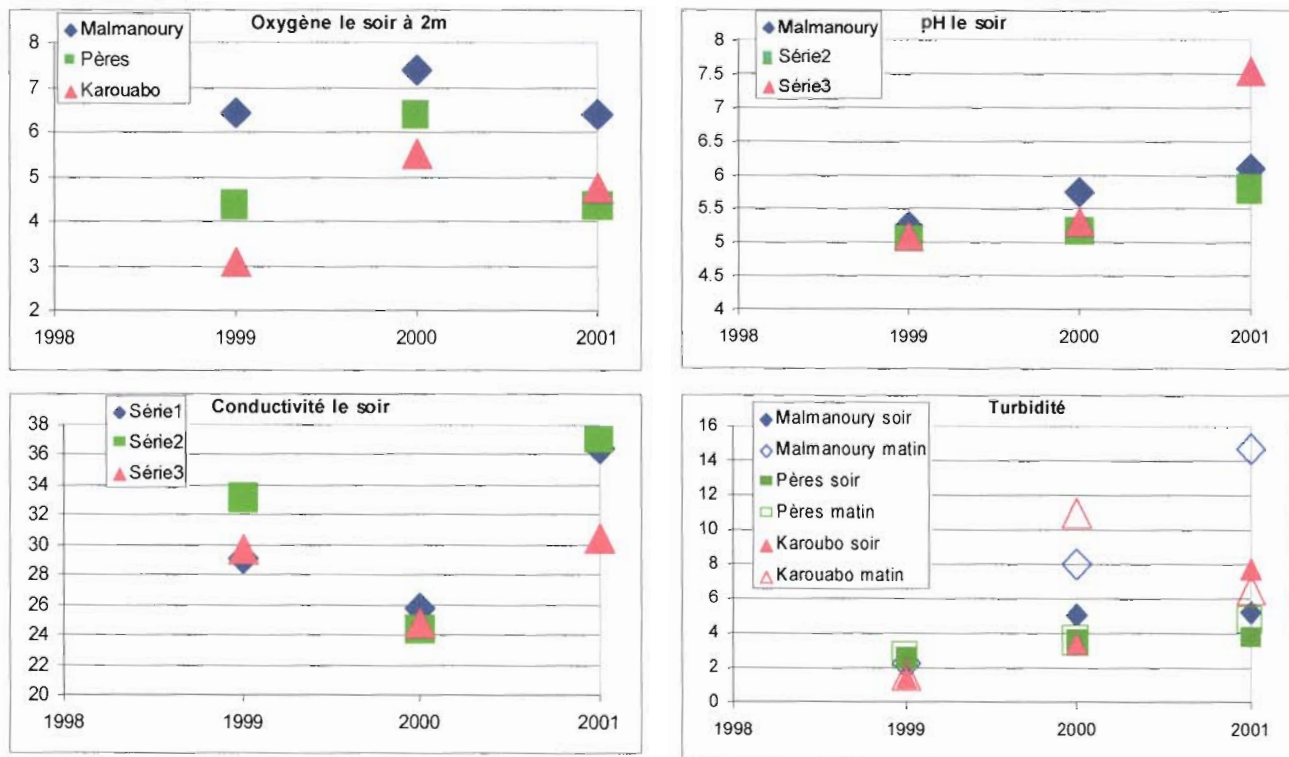 Oxygène le soir à 2m
Malmanoury
Pères
Karouabo
8
7
6
5
4
3
2
1998
1999
2000
2001
pH le soir
Malmanoury
Série2
Série3
8
7.5
7
6.5
6
5.5
5
4.5
4
1998
1999
2000
2001
Conductivité le soir
Série1
Série2
Série3
38
36
34
32
30
28
26
24
22
20
1998
1999
2000
2001
Turbidité
Malmanoury soir
Malmanoury matin
Pères soir
Pères matin
Karoubo soir
Karouabo matin
16
14
12
10
8
6
4
2
0
1998
1999
2000
2001